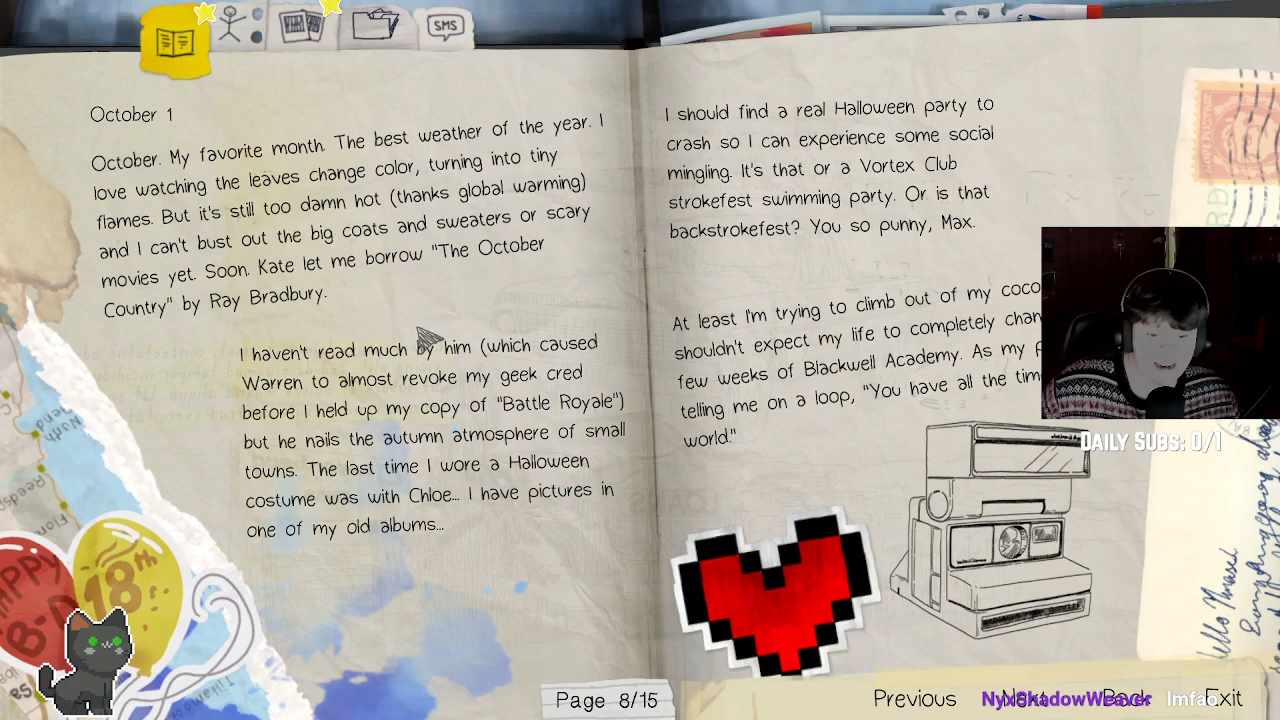 SMS
October 1
October. My favorite month. The best weather of the year. I
love watching the leaves change color, turning into tiny
flames. But it's still too damn hot (thanks global warming)
and I can't bust out the big coats and sweaters or scary
movies yet. Soon. Kate let me borrow "The October
Country" by Ray Bradbury.
I haven't read much by him (which caused
Warren to almost revoke my geek cred
before I held up my copy of "Battle Royale")
but he nails the autumn atmosphere of small
towns. The last time I wore a Halloween
costume was with Chloe... I have pictures in
one of my old albums...
I should find a real Halloween party to
crash so I can experience some social
mingling. It's that or a Vortex Club
strokefest swimming party. Or is that
backstrokefest? You so punny, Max.
At least I'm trying to climb out of my coco
shouldn't expect my life to completely chan
few weeks of Blackwell Academy. As my
telling me on a loop, "You have all the tim
world."
DAILY SUBS: 0/1
18th
Page 8/15
Previous
Next
Back
Exit
NyxShadowWeaver lmfao